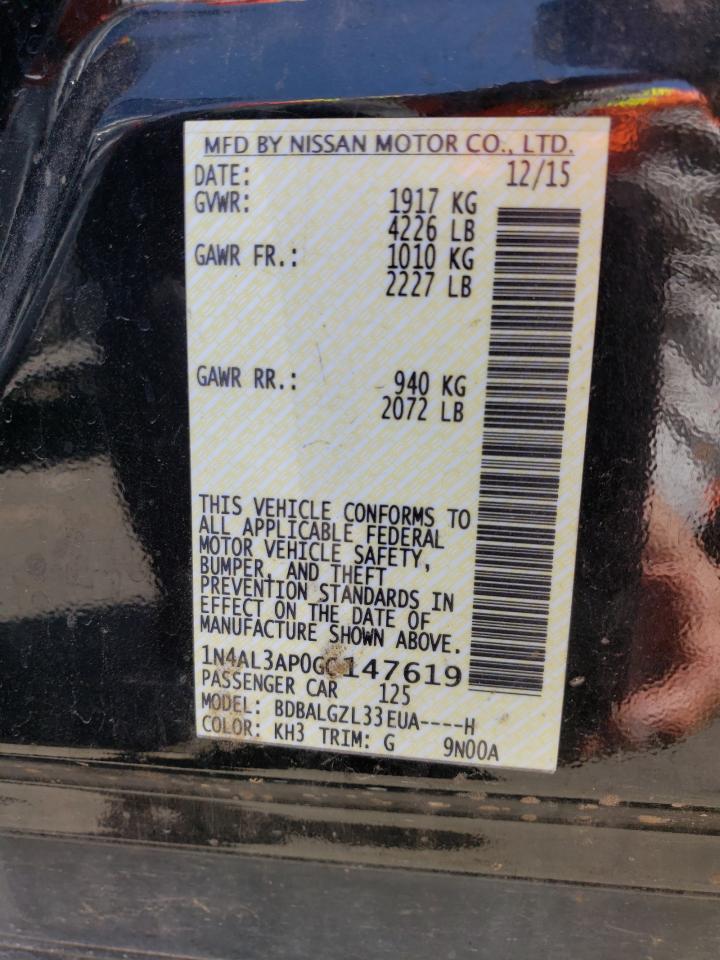 MFD BY NISSAN MOTOR CO., LTD.
DATE: 12/15
GVWR: 1917 KG
4226 LB
GAWR FR.: 1010 KG
2227 LB
GAWR RR.: 940 KG
2072 LB
THIS VEHICLE CONFORMS TO
ALL APPLICABLE FEDERAL
MOTOR VEHICLE SAFETY,
BUMPER, AND THEFT
PREVENTION STANDARDS IN
EFFECT ON THE DATE OF
MANUFACTURE SHOWN ABOVE.
1N4AL3AP0GC147619
PASSENGER CAR 125
MODEL: BDBALGZL33EUA----H
COLOR: KH3 TRIM: G 9N00A